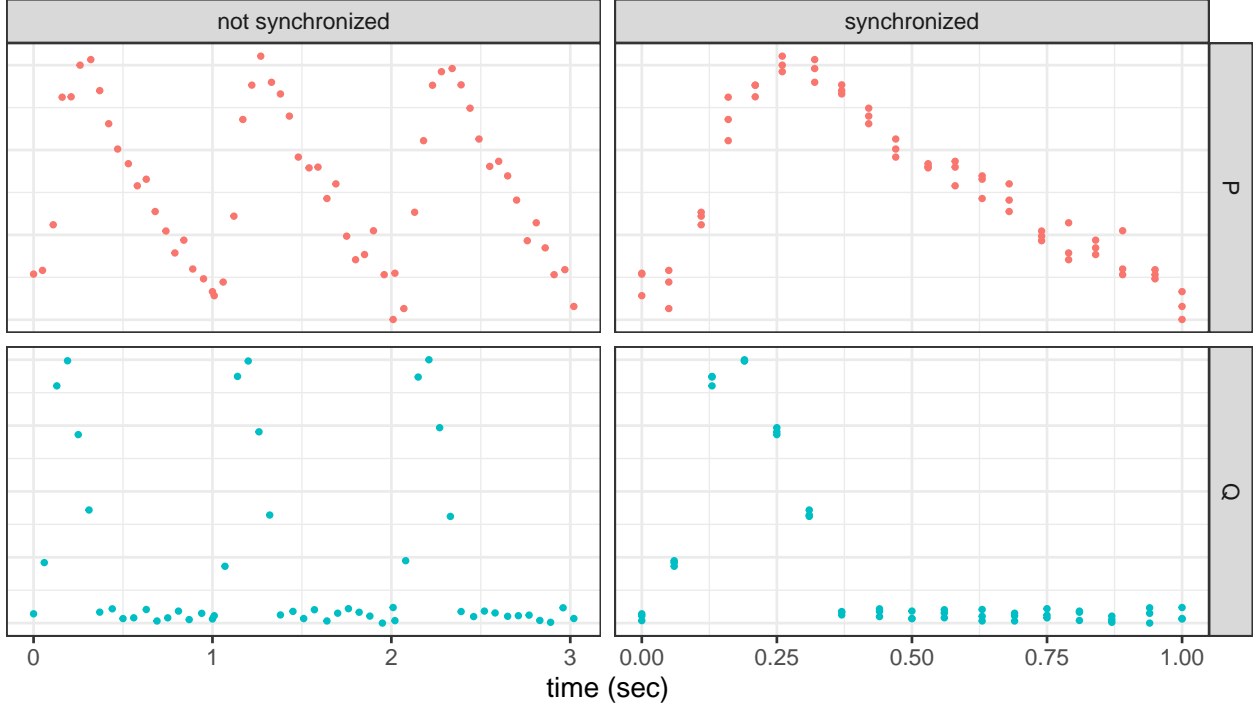 not synchronized
synchronized
P
Q
0
1
2
3
0.00
0.25
0.50
0.75
1.00
time (sec)